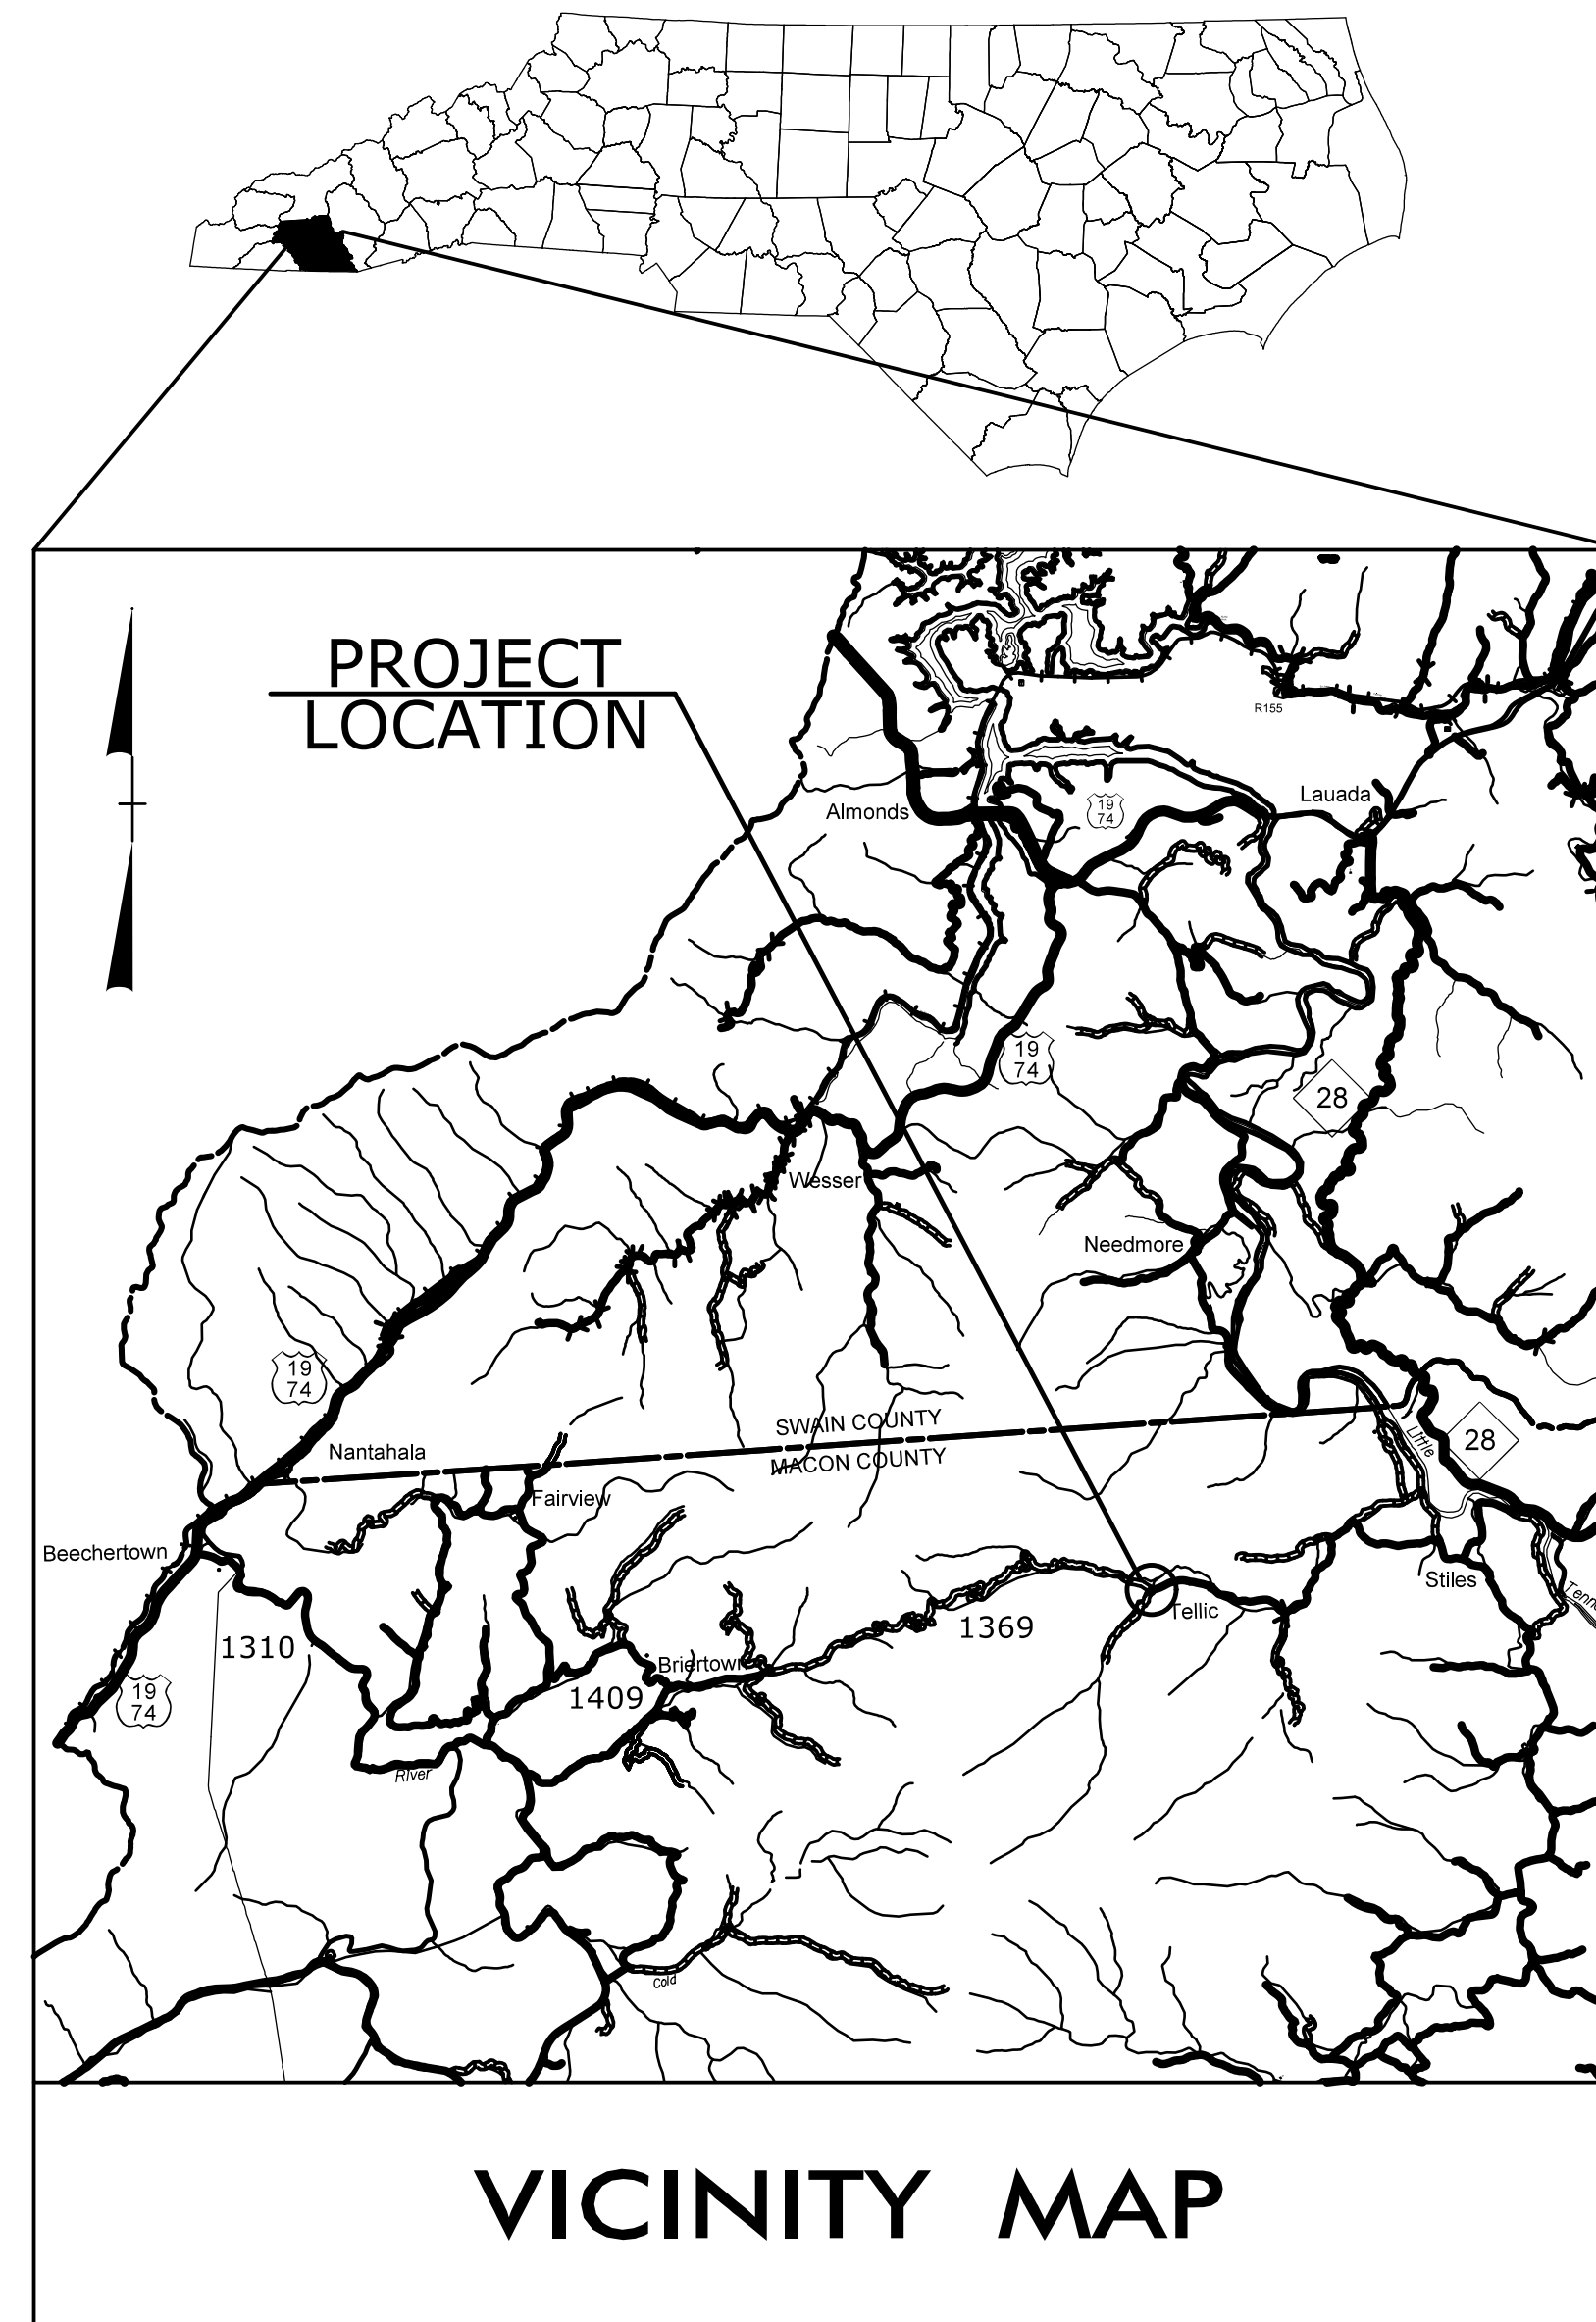 PROJECT
LOCATION
R155
Lauada
Almonds
19
74
19
74
28
Wesser
Needmore
19
74
SWAIN COUNTY
MACON COUNTY
Little
28
Nantahala
Fairview
Beechertown
Stiles
Tellic
1369
1310
Briertown
1409
19
74
River
Cold
VICINITY MAP